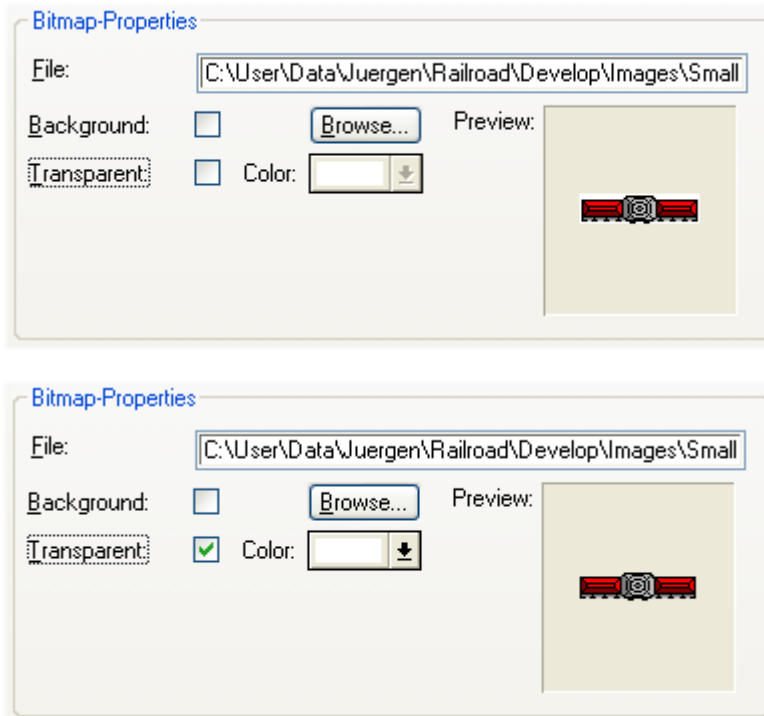 Bitmap-Properties
File: C:\User\Data\Juergen\Railroad\Develop\Images\Small
Background: Browse... Preview:
Transparent: Color:
Bitmap-Properties
File: C:\User\Data\Juergen\Railroad\Develop\Images\Small
Background: Browse... Preview:
Transparent: Color: